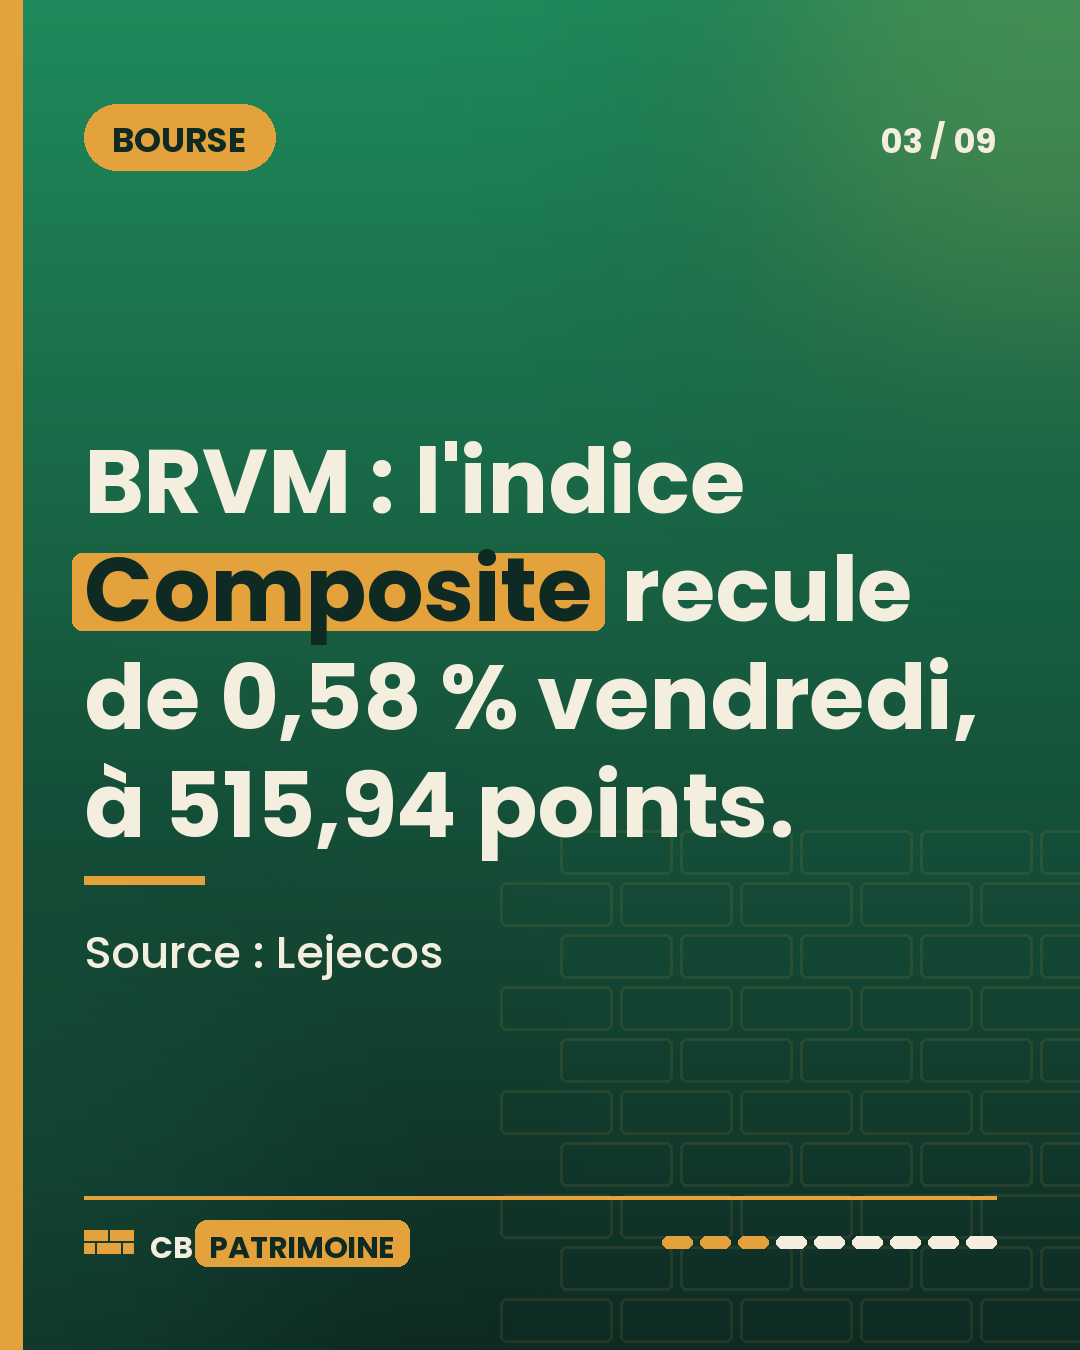 BOURSE
03 / 09
BRVM : l'indice
Composite recule
de 0,58 % vendredi,
à 515,94 points.
Source : Lejecos
CB PATRIMOINE